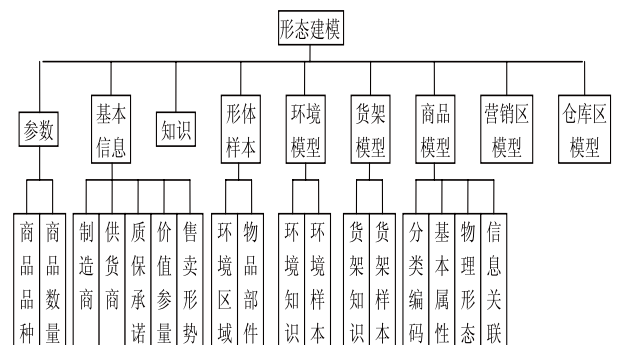 形态建模
参数
基本信息
知识
形体样本
环境模型
货架模型
商品模型
营销区模型
仓库区模型
商品品种
商品数量
制造商
供货商
质保承诺
价值参量
售卖形势
环境区域
物品部件
环境知识
环境样本
货架知识
货架样本
分类编码
基本属性
物理形态
信息关联